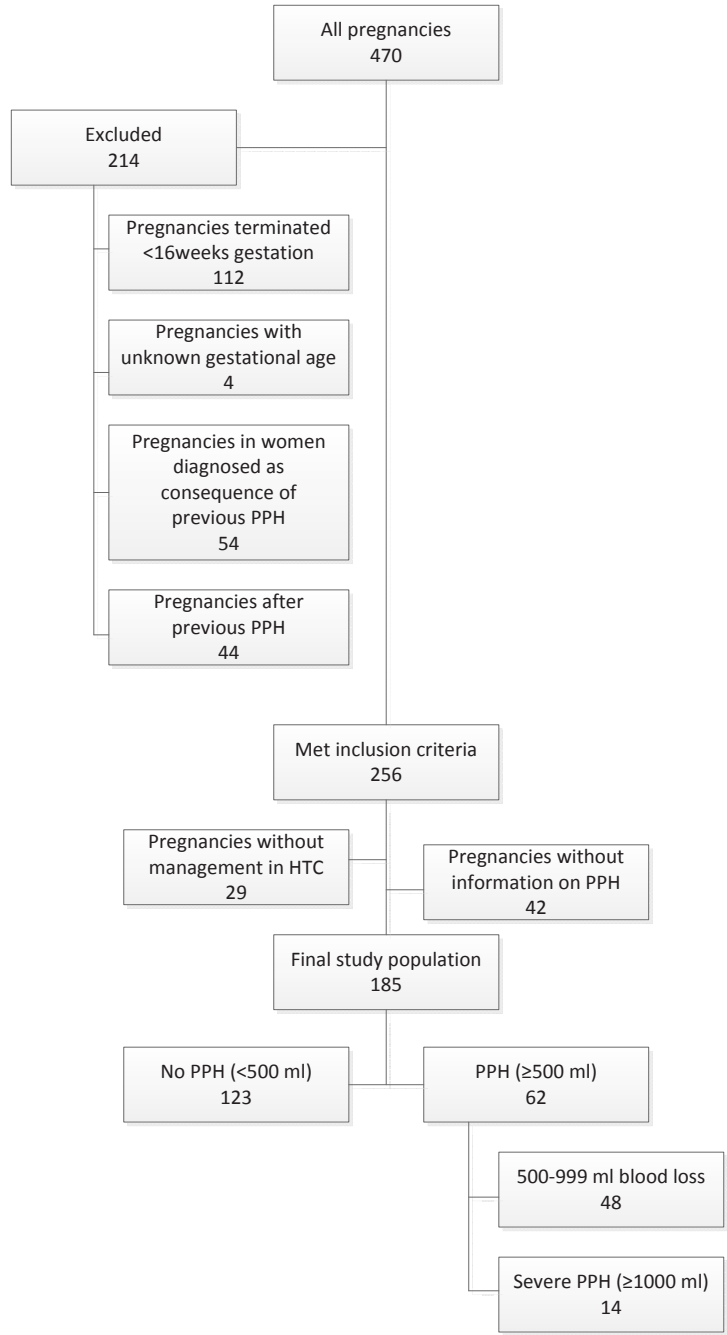 All pregnancies
470
Excluded
214
Pregnancies terminated
<16weeks gestation
112
Pregnancies with
unknown gestational age
4
Pregnancies in women
diagnosed as
consequence of
previous PPH
54
Pregnancies after
previous PPH
44
Met inclusion criteria
256
Pregnancies without
management in HTC
29
Pregnancies without
information on PPH
42
Final study population
185
No PPH (<500 ml)
123
PPH (≥500 ml)
62
500-999 ml blood loss
48
Severe PPH (≥1000 ml)
14